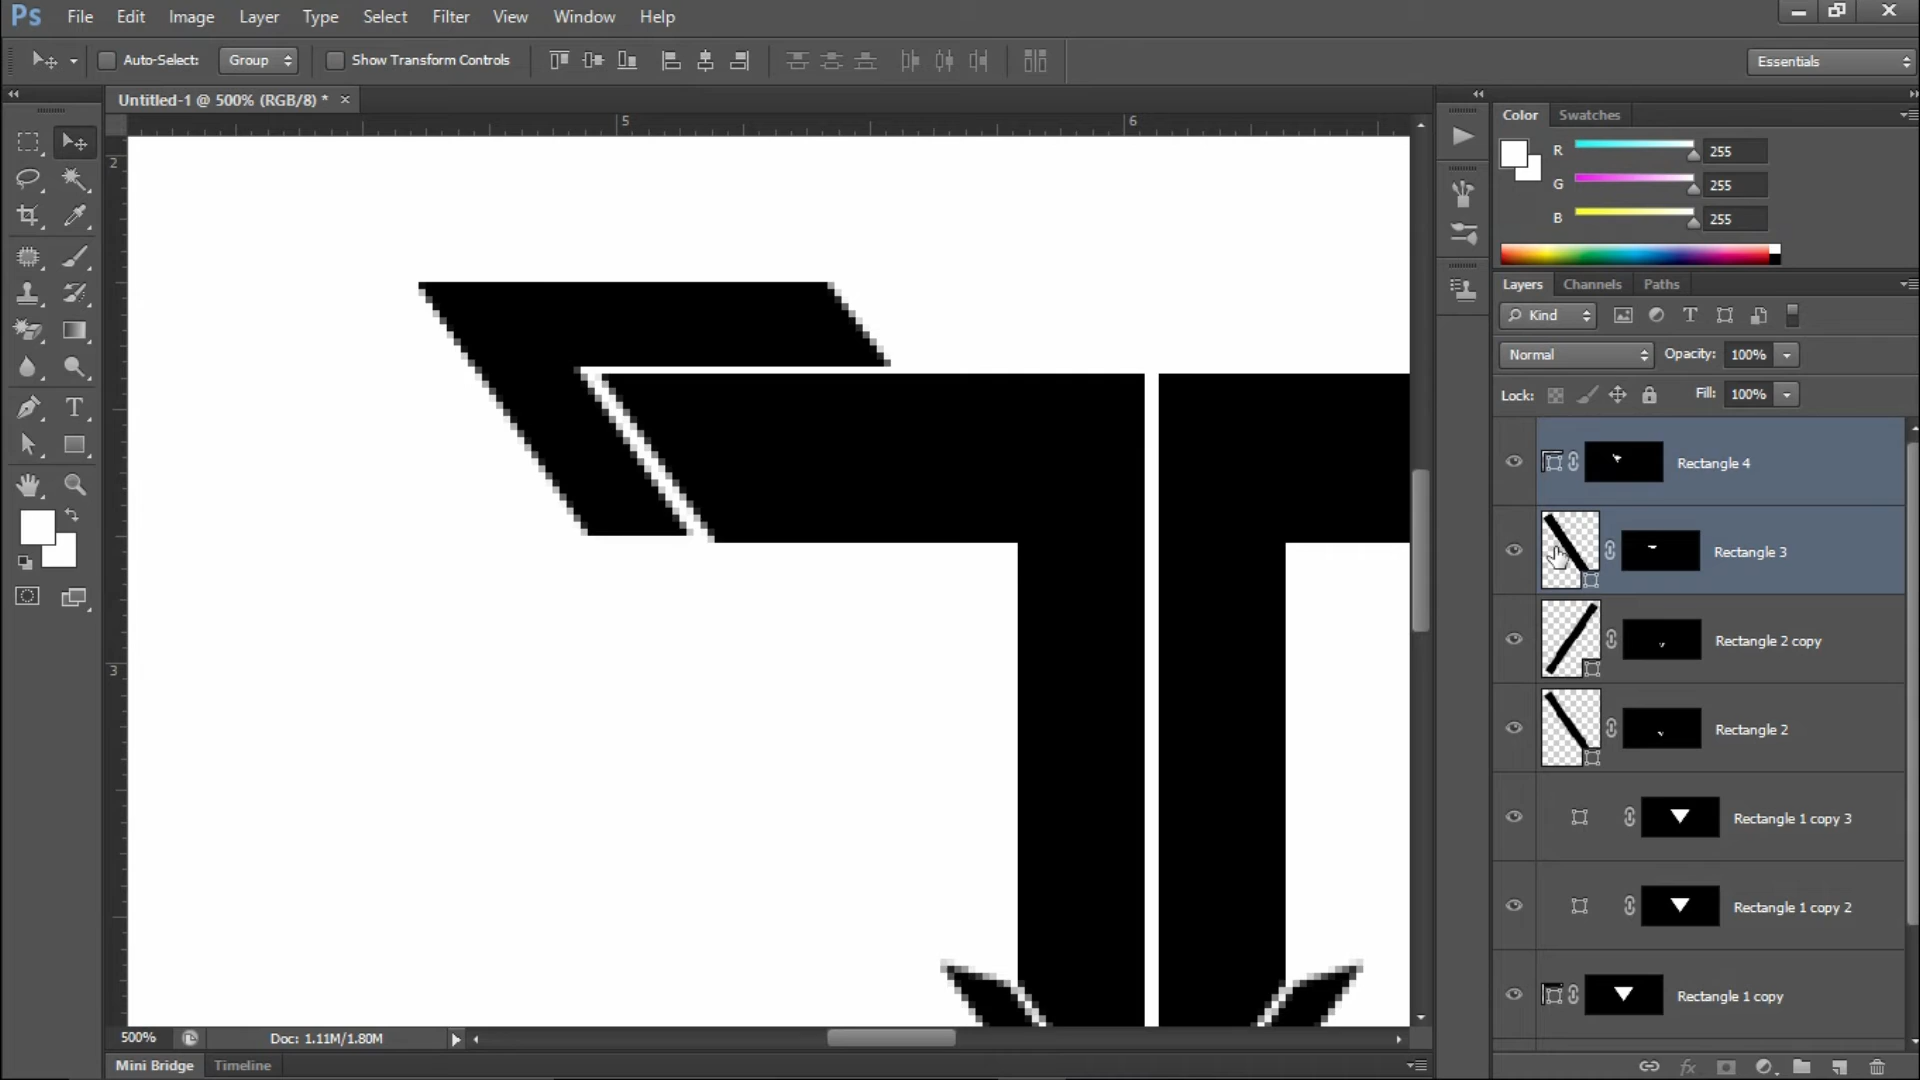 Ps File Edit Image Layer Type Select Filter View Window Help
Auto-Select: Group Show Transform Controls Essentials
Untitled-1 @ 500% (RGB/8) * ×
5 6
2
3
Color Swatches
R 255
G 255
B 255
Layers Channels Paths
Kind T
Normal Opacity: 100%
Lock: Fill: 100%
Rectangle 4
Rectangle 3
Rectangle 2 copy
Rectangle 2
Rectangle 1 copy 3
Rectangle 1 copy 2
Rectangle 1 copy
fx
500% Doc: 1.11M/1.80M
Mini Bridge Timeline